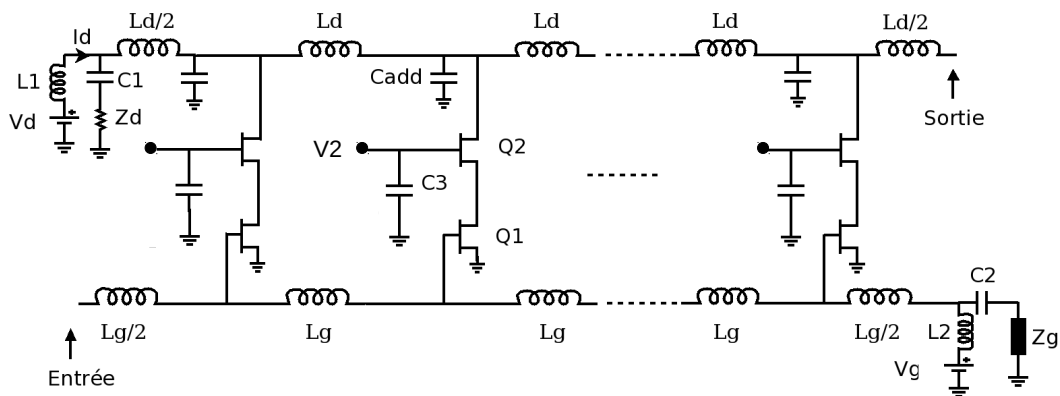 Ld/2
Ld
Ld
Ld
Ld/2
Id
L1
C1
Cadd
Vd
Zd
Sortie
V2
Q2
C3
Q1
C2
Lg/2
Lg
Lg
Lg
Lg/2
L2
Zg
Vg
Entrée